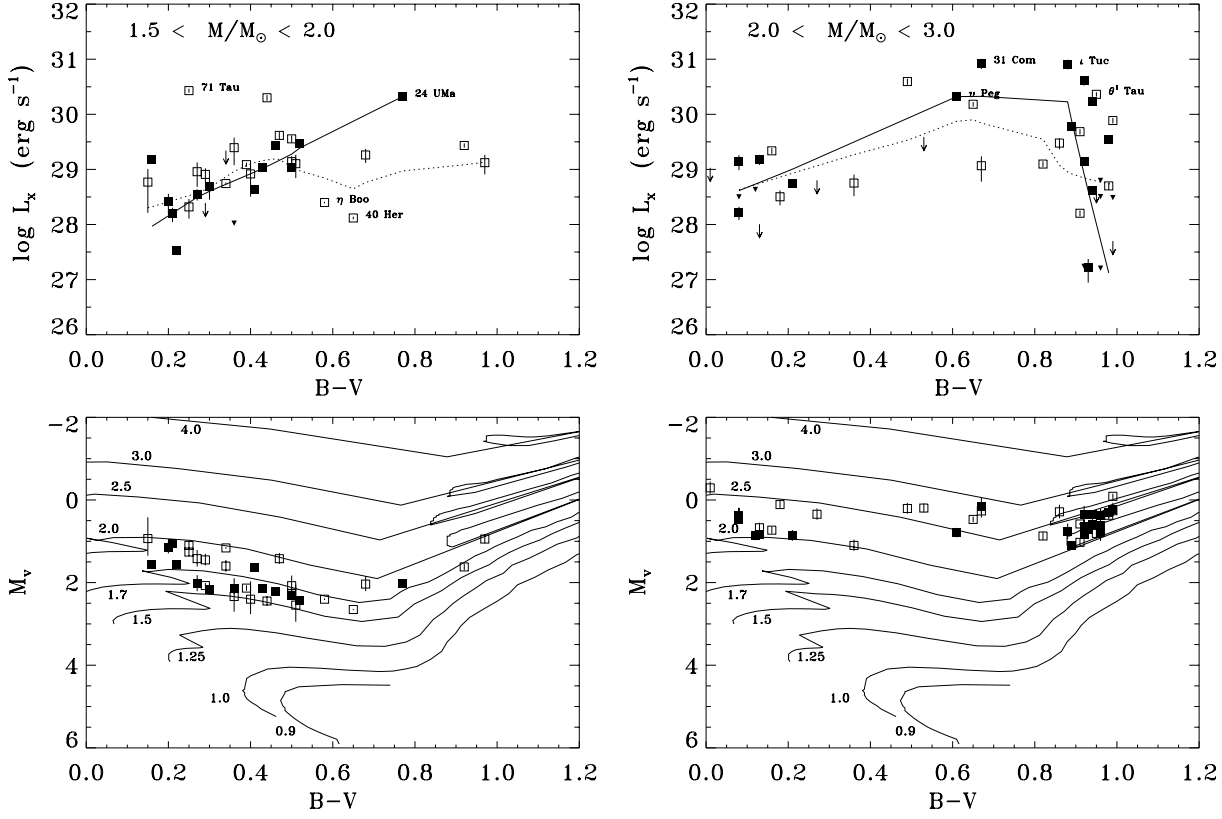 1.5 < M/M⊙ < 2.0
32
31
30
29
28
27
26
log Lx (erg s−1)
71 Tau
24 UMa
η Boo
40 Her
0.0 0.2 0.4 0.6 0.8 1.0 1.2
B−V
2.0 < M/M⊙ < 3.0
32
31
30
29
28
27
26
log Lx (erg s−1)
31 Com
ι Tuc
υ Peg
θ1 Tau
0.0 0.2 0.4 0.6 0.8 1.0 1.2
B−V
−2
0
2
4
6
Mv
4.0
3.0
2.5
2.0
1.7
1.5
1.25
1.0
0.9
0.0 0.2 0.4 0.6 0.8 1.0 1.2
B−V
−2
0
2
4
6
Mv
4.0
3.0
2.5
2.0
1.7
1.5
1.25
1.0
0.9
0.0 0.2 0.4 0.6 0.8 1.0 1.2
B−V